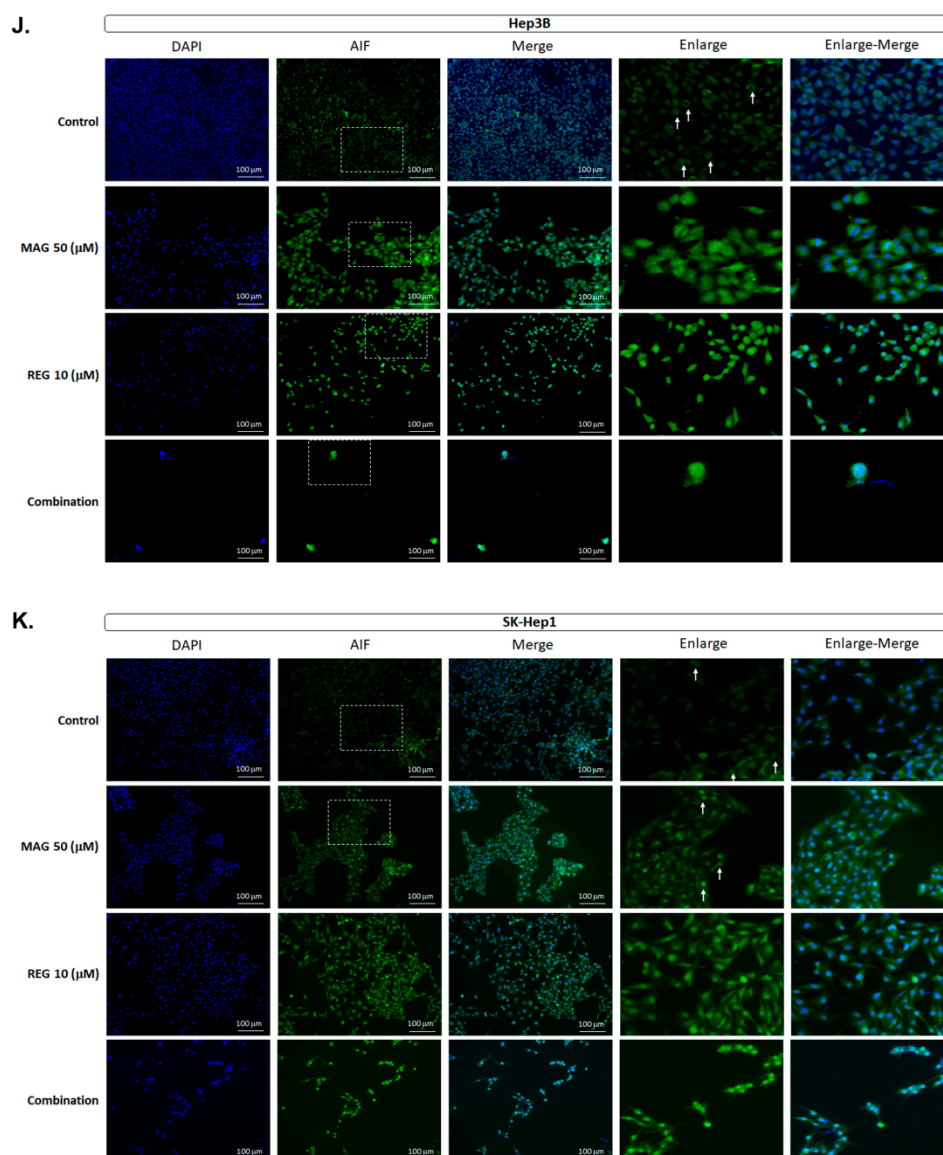 J.
Hep3B
DAPI AIF Merge Enlarge Enlarge-Merge
Control
100 μm 100 μm 100 μm
MAG 50 (μM)
100 μm 100 μm 100 μm
REG 10 (μM)
100 μm 100 μm 100 μm
Combination
100 μm 100 μm 100 μm
K.
SK-Hep1
DAPI AIF Merge Enlarge Enlarge-Merge
Control
100 μm 100 μm 100 μm
MAG 50 (μM)
100 μm 100 μm 100 μm
REG 10 (μM)
100 μm 100 μm 100 μm
Combination
100 μm 100 μm 100 μm